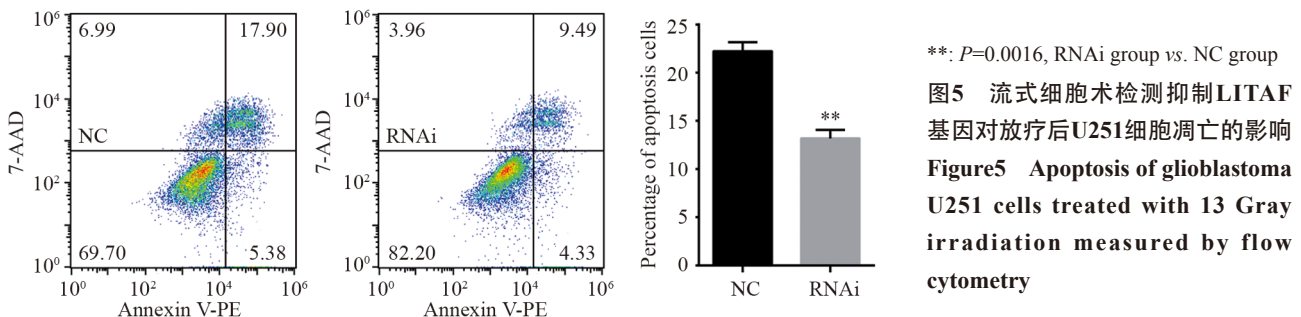 10⁶
10⁴
10²
10⁰
7-AAD
6.99 17.90
NC
69.70 5.38
10⁰ 10² 10⁴ 10⁶
Annexin V-PE
10⁶
10⁴
10²
10⁰
7-AAD
3.96 9.49
RNAi
82.20 4.33
10⁰ 10² 10⁴ 10⁶
Annexin V-PE
Percentage of apoptosis cells
25
20
15
10
5
0
**
NC RNAi
**: P=0.0016, RNAi group vs. NC group
图5 流式细胞术检测抑制LITAF
基因对放疗后U251细胞凋亡的影响
Figure5 Apoptosis of glioblastoma
U251 cells treated with 13 Gray
irradiation measured by flow
cytometry